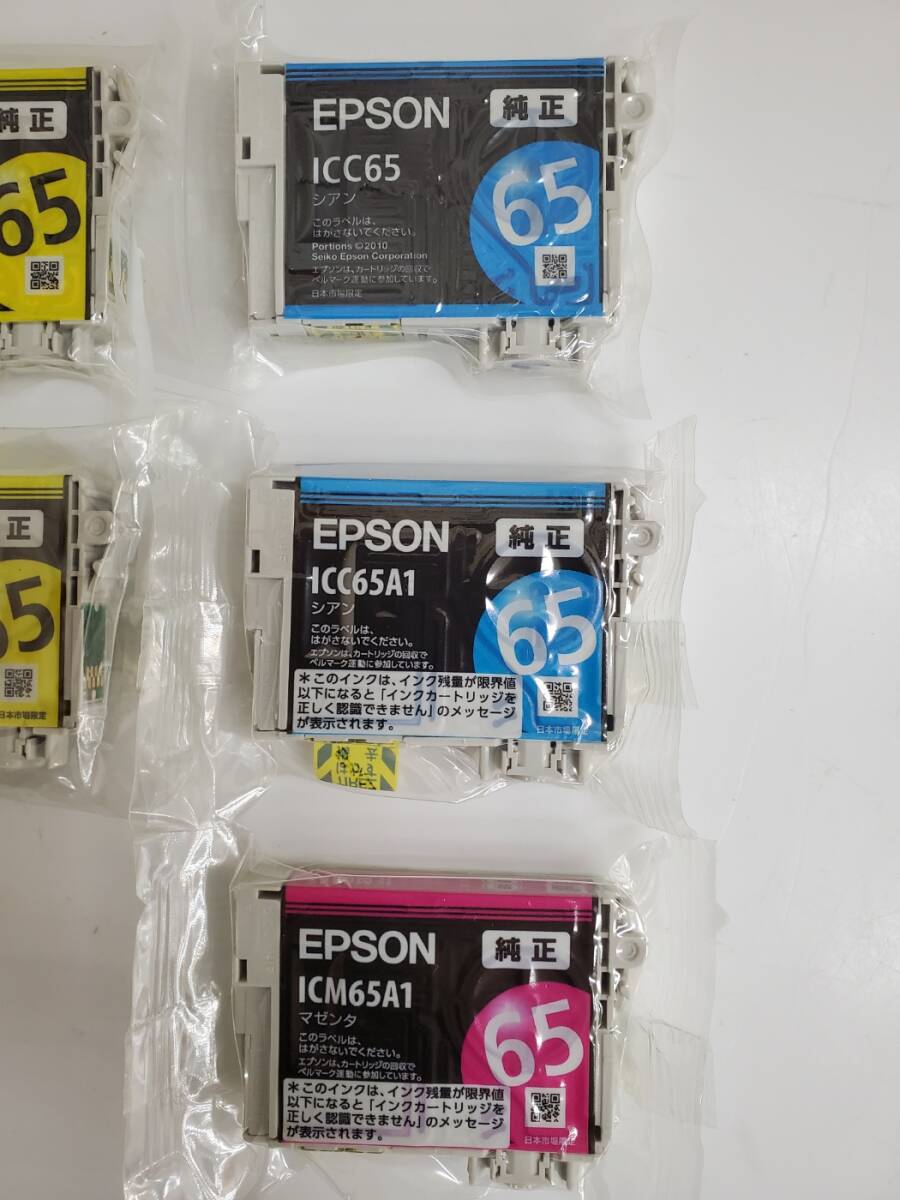 純正
65
EPSON
純正
ICC65
シアン
65
このラベルは、
はがさないでください。
Portions ©2010
Seiko Epson Corporation
エプソンは、カートリッジの回収で
ベルマーク運動に参加しています。
日本市場限定
正
65
日本市場限定
EPSON
純正
ICC65A1
シアン
65
このラベルは、
はがさないでください。
エプソンは、カートリッジの回収で
ベルマーク運動に参加しています。
＊このインクは、インク残量が限界値
以下になると「インクカートリッジを
正しく認識できません」のメッセージ
が表示されます。
日本市場限定
EPSON
純正
ICM65A1
マゼンタ
65
このラベルは、
はがさないでください。
エプソンは、カートリッジの回収で
ベルマーク運動に参加しています。
＊このインクは、インク残量が限界値
以下になると「インクカートリッジを
正しく認識できません」のメッセージ
が表示されます。
日本市場限定